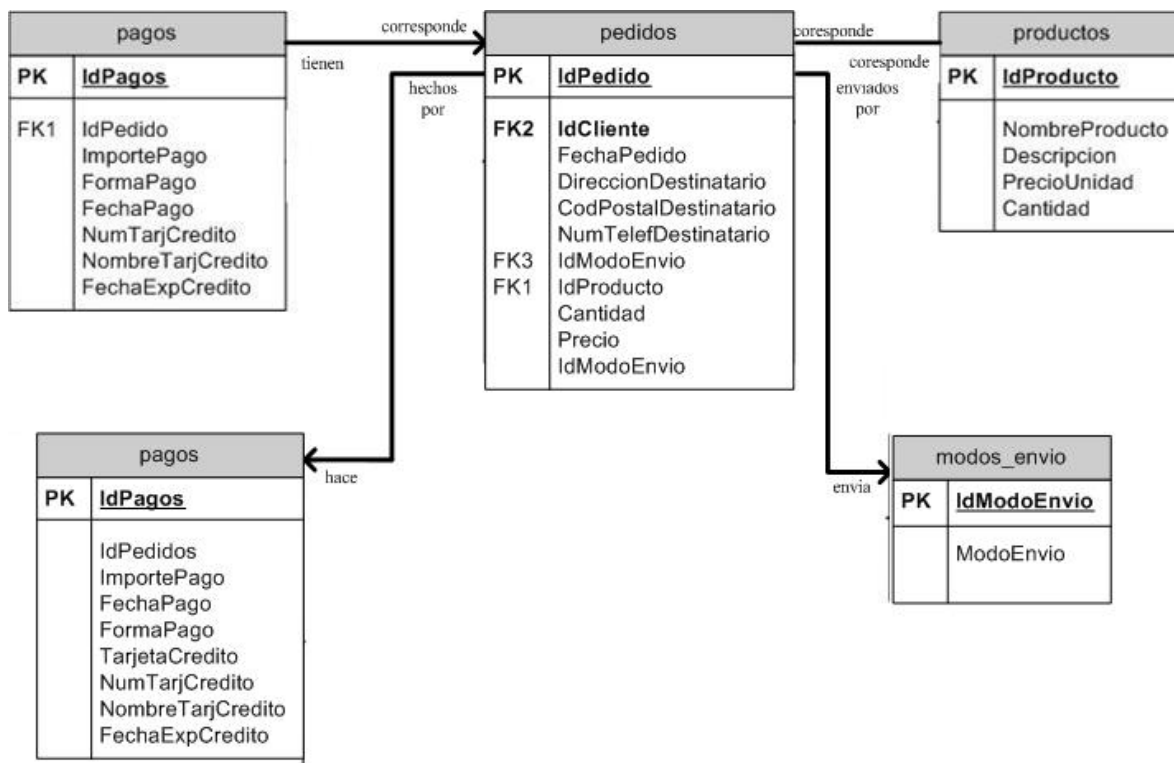 pagos
PK IdPagos
FK1 IdPedido
ImportePago
FormaPago
FechaPago
NumTarjCredito
NombreTarjCredito
FechaExpCredito
corresponde
tienen
hechos
por
pedidos
PK IdPedido
FK2 IdCliente
FechaPedido
DireccionDestinatario
CodPostalDestinatario
NumTelefDestinatario
FK3 IdModoEnvio
FK1 IdProducto
Cantidad
Precio
IdModoEnvio
coresponde
coresponde
enviados
por
productos
PK IdProducto
NombreProducto
Descripcion
PrecioUnidad
Cantidad
pagos
PK IdPagos
IdPedidos
ImportePago
FechaPago
FormaPago
TarjetaCredito
NumTarjCredito
NombreTarjCredito
FechaExpCredito
hace
envia
modos_envio
PK IdModoEnvio
ModoEnvio